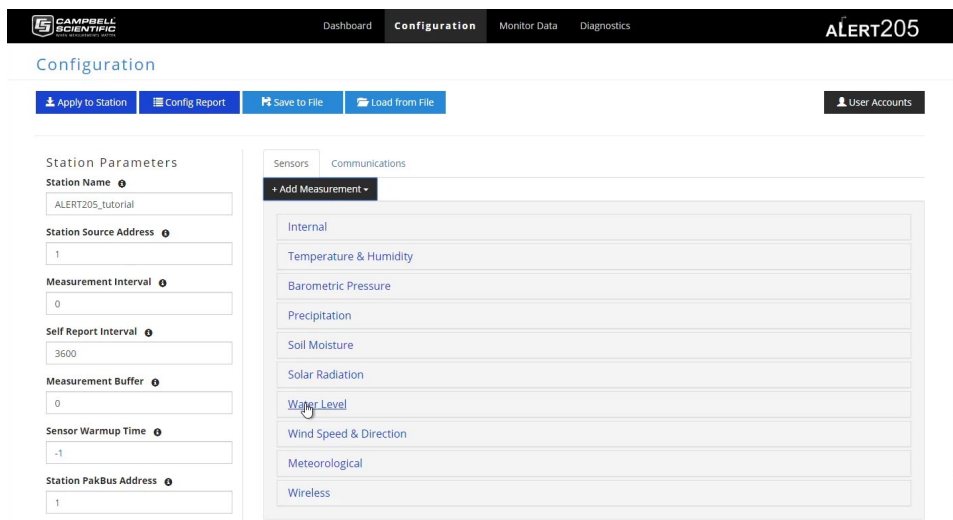 CAMPBELL SCIENTIFIC
WHEN MEASUREMENTS MATTER
Dashboard Configuration Monitor Data Diagnostics
ALERT205
Configuration
Apply to Station Config Report Save to File Load from File User Accounts
Station Parameters
Station Name
ALERT205_tutorial
Station Source Address
1
Measurement Interval
0
Self Report Interval
3600
Measurement Buffer
0
Sensor Warmup Time
-1
Station PakBus Address
1
Sensors Communications
+ Add Measurement
Internal
Temperature & Humidity
Barometric Pressure
Precipitation
Soil Moisture
Solar Radiation
Water Level
Wind Speed & Direction
Meteorological
Wireless